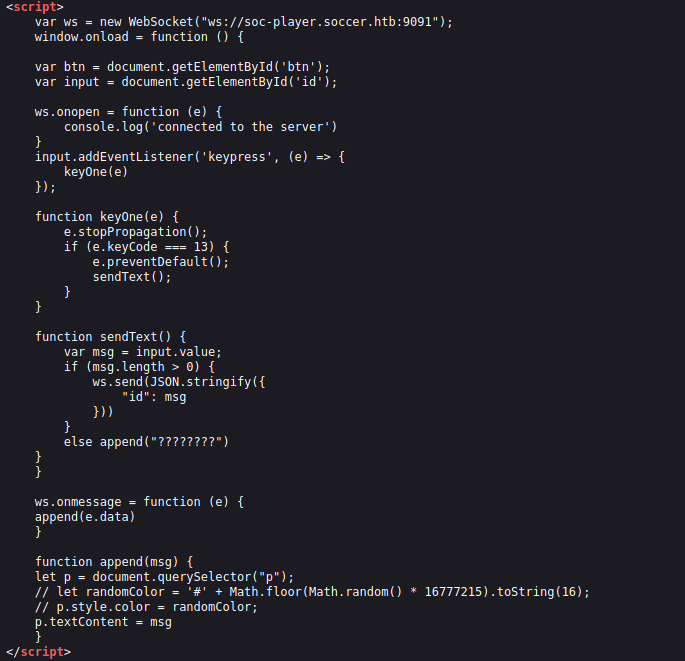 <script>
    var ws = new WebSocket("ws://soc-player.soccer.htb:9091");
    window.onload = function () {

    var btn = document.getElementById('btn');
    var input = document.getElementById('id');

    ws.onopen = function (e) {
        console.log('connected to the server')
    }
    input.addEventListener('keypress', (e) => {
        keyOne(e)
    });

    function keyOne(e) {
        e.stopPropagation();
        if (e.keyCode === 13) {
            e.preventDefault();
            sendText();
        }
    }

    function sendText() {
        var msg = input.value;
        if (msg.length > 0) {
            ws.send(JSON.stringify({
                "id": msg
            }))
        }
        else append("????????")
    }
    }

    ws.onmessage = function (e) {
    append(e.data)
    }

    function append(msg) {
    let p = document.querySelector("p");
    // let randomColor = '#' + Math.floor(Math.random() * 16777215).toString(16);
    // p.style.color = randomColor;
    p.textContent = msg
    }
</script>